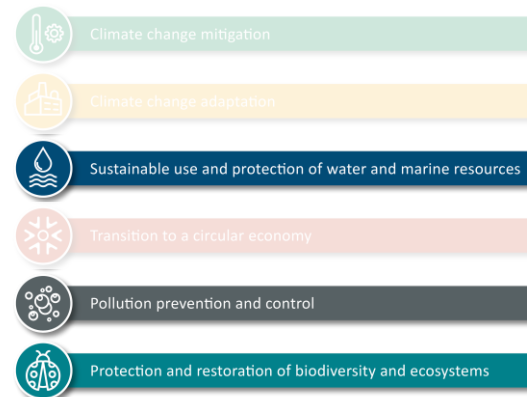 Climate change mitigation
Climate change adaptation
Sustainable use and protection of water and marine resources
Transition to a circular economy
Pollution prevention and control
Protection and restoration of biodiversity and ecosystems